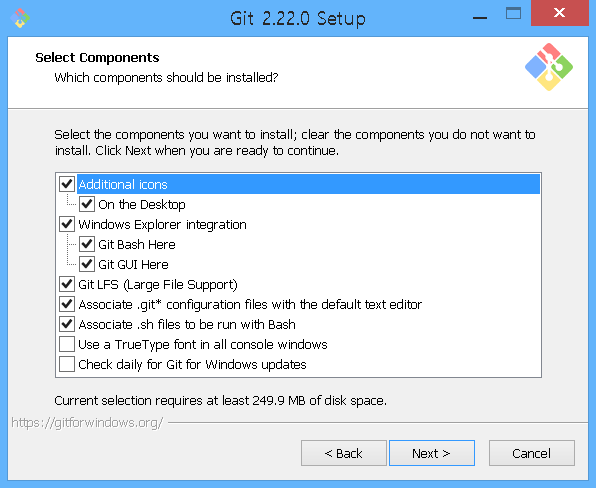 Git 2.22.0 Setup
Select Components
Which components should be installed?
Select the components you want to install; clear the components you do not want to
install. Click Next when you are ready to continue.
Additional icons
On the Desktop
Windows Explorer integration
Git Bash Here
Git GUI Here
Git LFS (Large File Support)
Associate .git* configuration files with the default text editor
Associate .sh files to be run with Bash
Use a TrueType font in all console windows
Check daily for Git for Windows updates
Current selection requires at least 249.9 MB of disk space.
https://gitforwindows.org/
< Back
Next >
Cancel